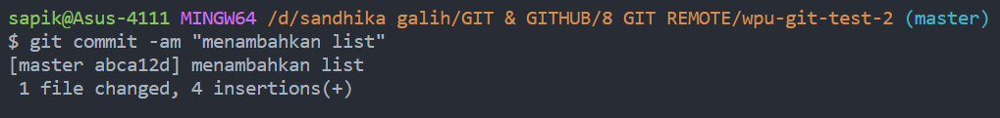 sapik@Asus-4111 MINGW64 /d/sandhika galih/GIT & GITHUB/8 GIT REMOTE/wpu-git-test-2 (master)
$ git commit -am "menambahkan list"
[master abca12d] menambahkan list
 1 file changed, 4 insertions(+)